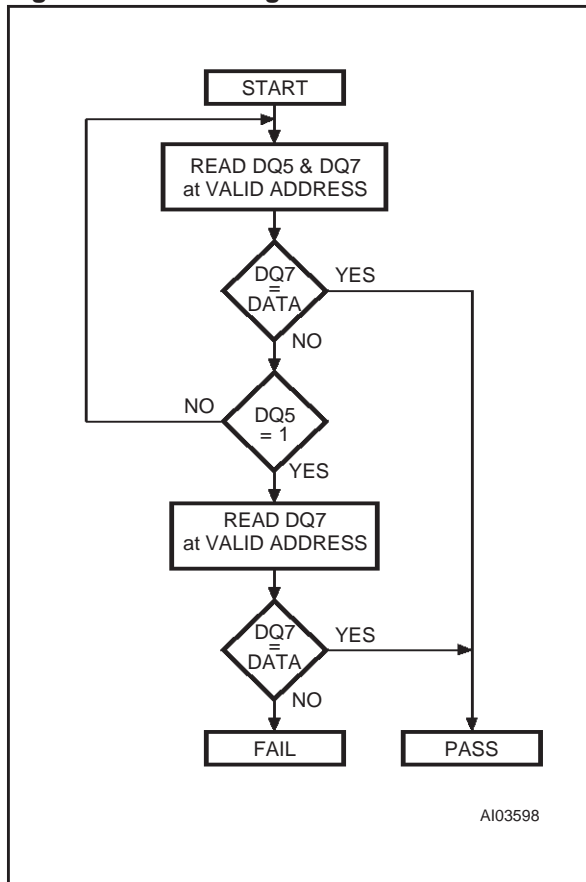 START
READ DQ5 & DQ7
at VALID ADDRESS
DQ7
=
DATA
YES
NO
DQ5
= 1
NO
YES
READ DQ7
at VALID ADDRESS
DQ7
=
DATA
YES
NO
FAIL
PASS
AI03598